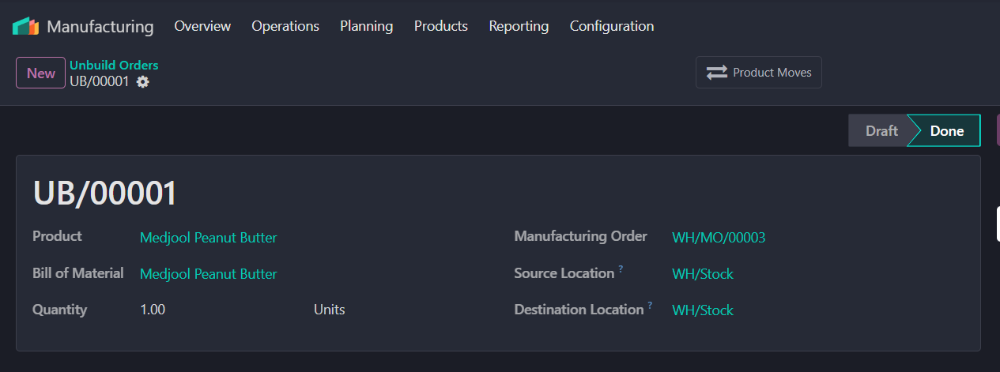 Manufacturing Overview Operations Planning Products Reporting Configuration
New Unbuild Orders
UB/00001
Product Moves
Draft Done
UB/00001
Product Medjool Peanut Butter Manufacturing Order WH/MO/00003
Bill of Material Medjool Peanut Butter Source Location ? WH/Stock
Quantity 1.00 Units Destination Location ? WH/Stock